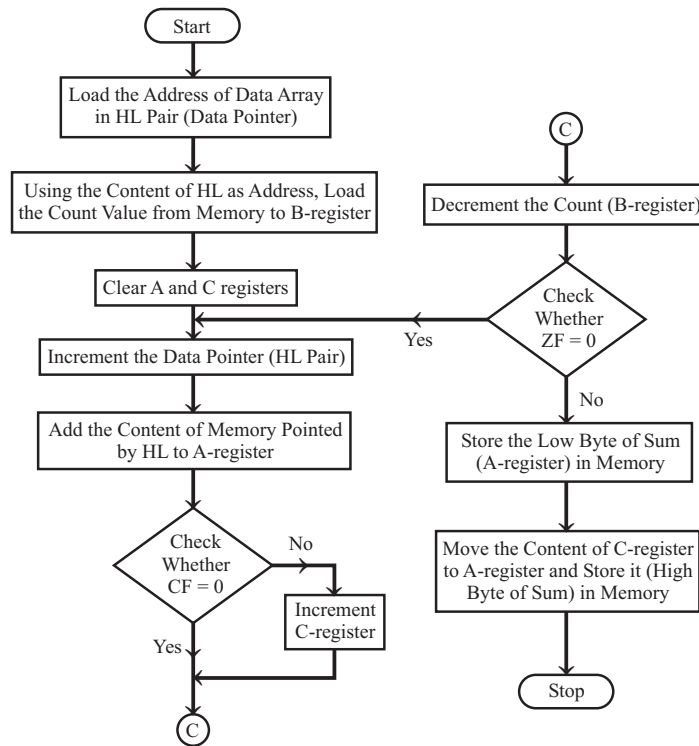 Start
Load the Address of Data Array
in HL Pair (Data Pointer)
Using the Content of HL as Address, Load
the Count Value from Memory to B-register
Clear A and C registers
Increment the Data Pointer (HL Pair)
Add the Content of Memory Pointed
by HL to A-register
Check
Whether
CF = 0
No
Increment
C-register
Yes
C
C
Decrement the Count (B-register)
Check
Whether
ZF = 0
Yes
No
Store the Low Byte of Sum
(A-register) in Memory
Move the Content of C-register
to A-register and Store it (High
Byte of Sum) in Memory
Stop